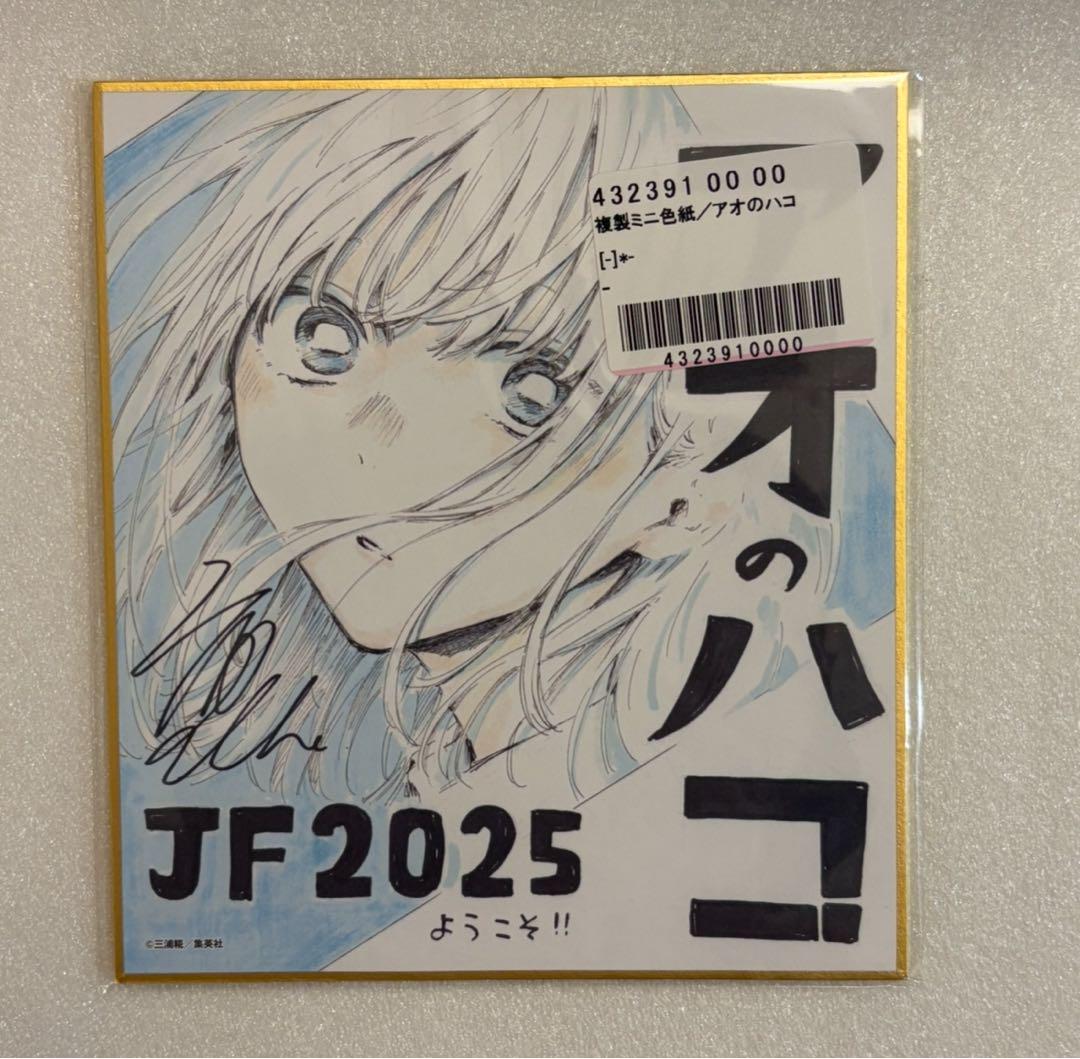 432391 00 00
複製ミニ色紙／アオのハコ
[-]*-
-
4323910000
アオのハコ
JF2025
ようこそ!!
©三浦糀／集英社